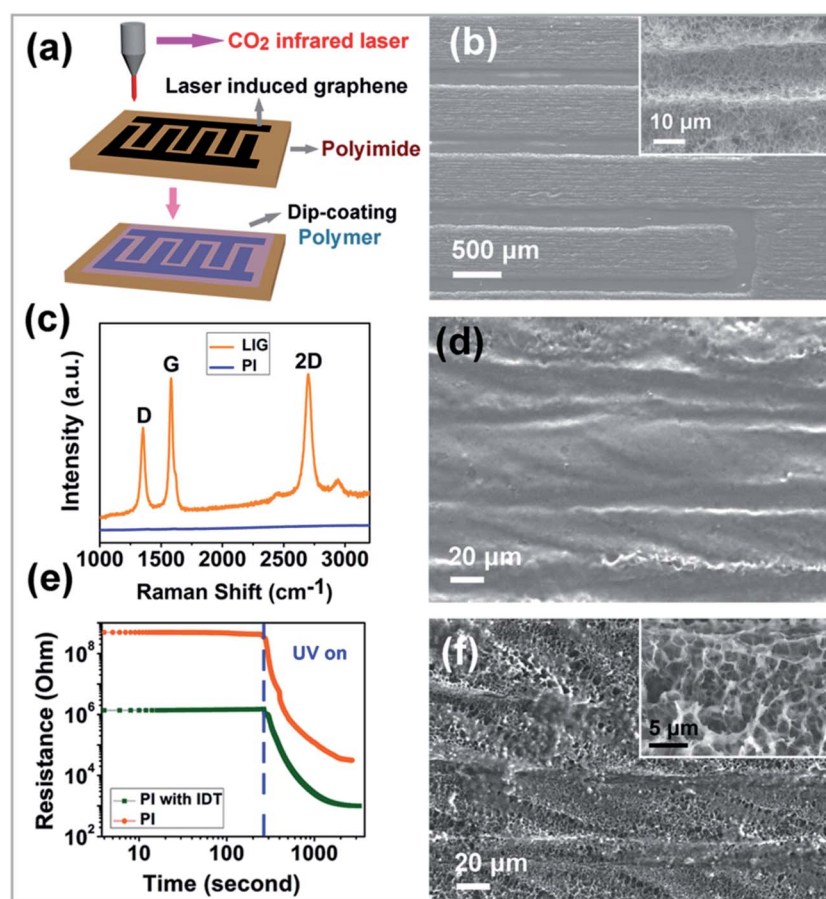 (a)
CO2 infrared laser
Laser induced graphene
Polyimide
Dip-coating
Polymer
(b)
10 µm
500 µm
(c)
Intensity (a.u.)
LIG
PI
D
G
2D
1000 1500 2000 2500 3000
Raman Shift (cm-1)
(d)
20 µm
(e)
Resistance (Ohm)
10^8
10^6
10^4
10^2
UV on
PI with IDT
PI
10 100 1000
Time (second)
(f)
5 µm
20 µm